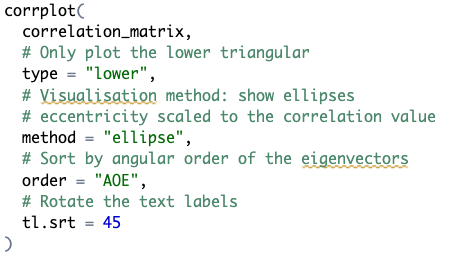 corrplot(
  correlation_matrix,
  # Only plot the lower triangular
  type = "lower",
  # Visualisation method: show ellipses
  # eccentricity scaled to the correlation value
  method = "ellipse",
  # Sort by angular order of the eigenvectors
  order = "AOE",
  # Rotate the text labels
  tl.srt = 45
)